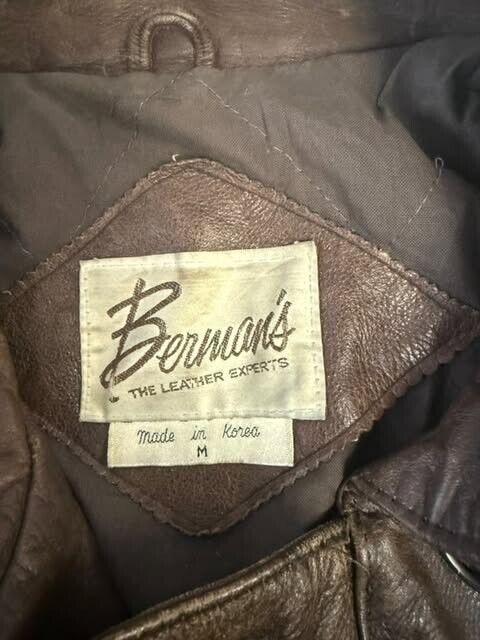 Berman's
THE LEATHER EXPERTS
Made in Korea
M